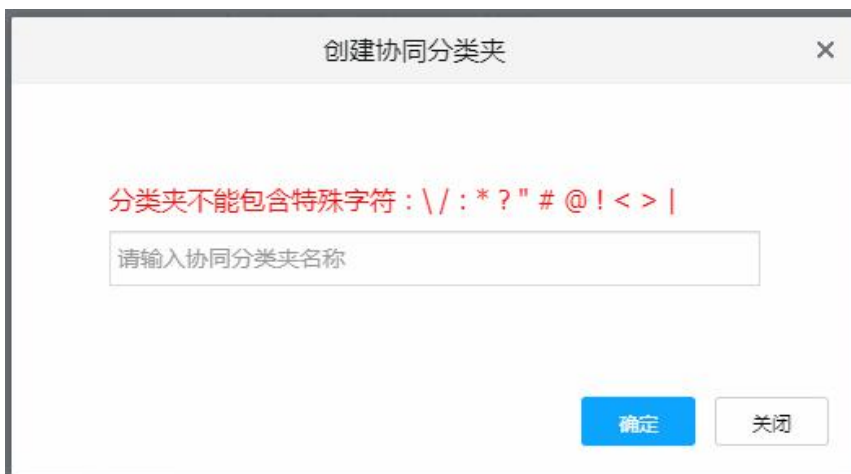 创建协同分类夹 ×
分类夹不能包含特殊字符：\ / : * ? " # @ ! < > |
请输入协同分类夹名称
确定 关闭